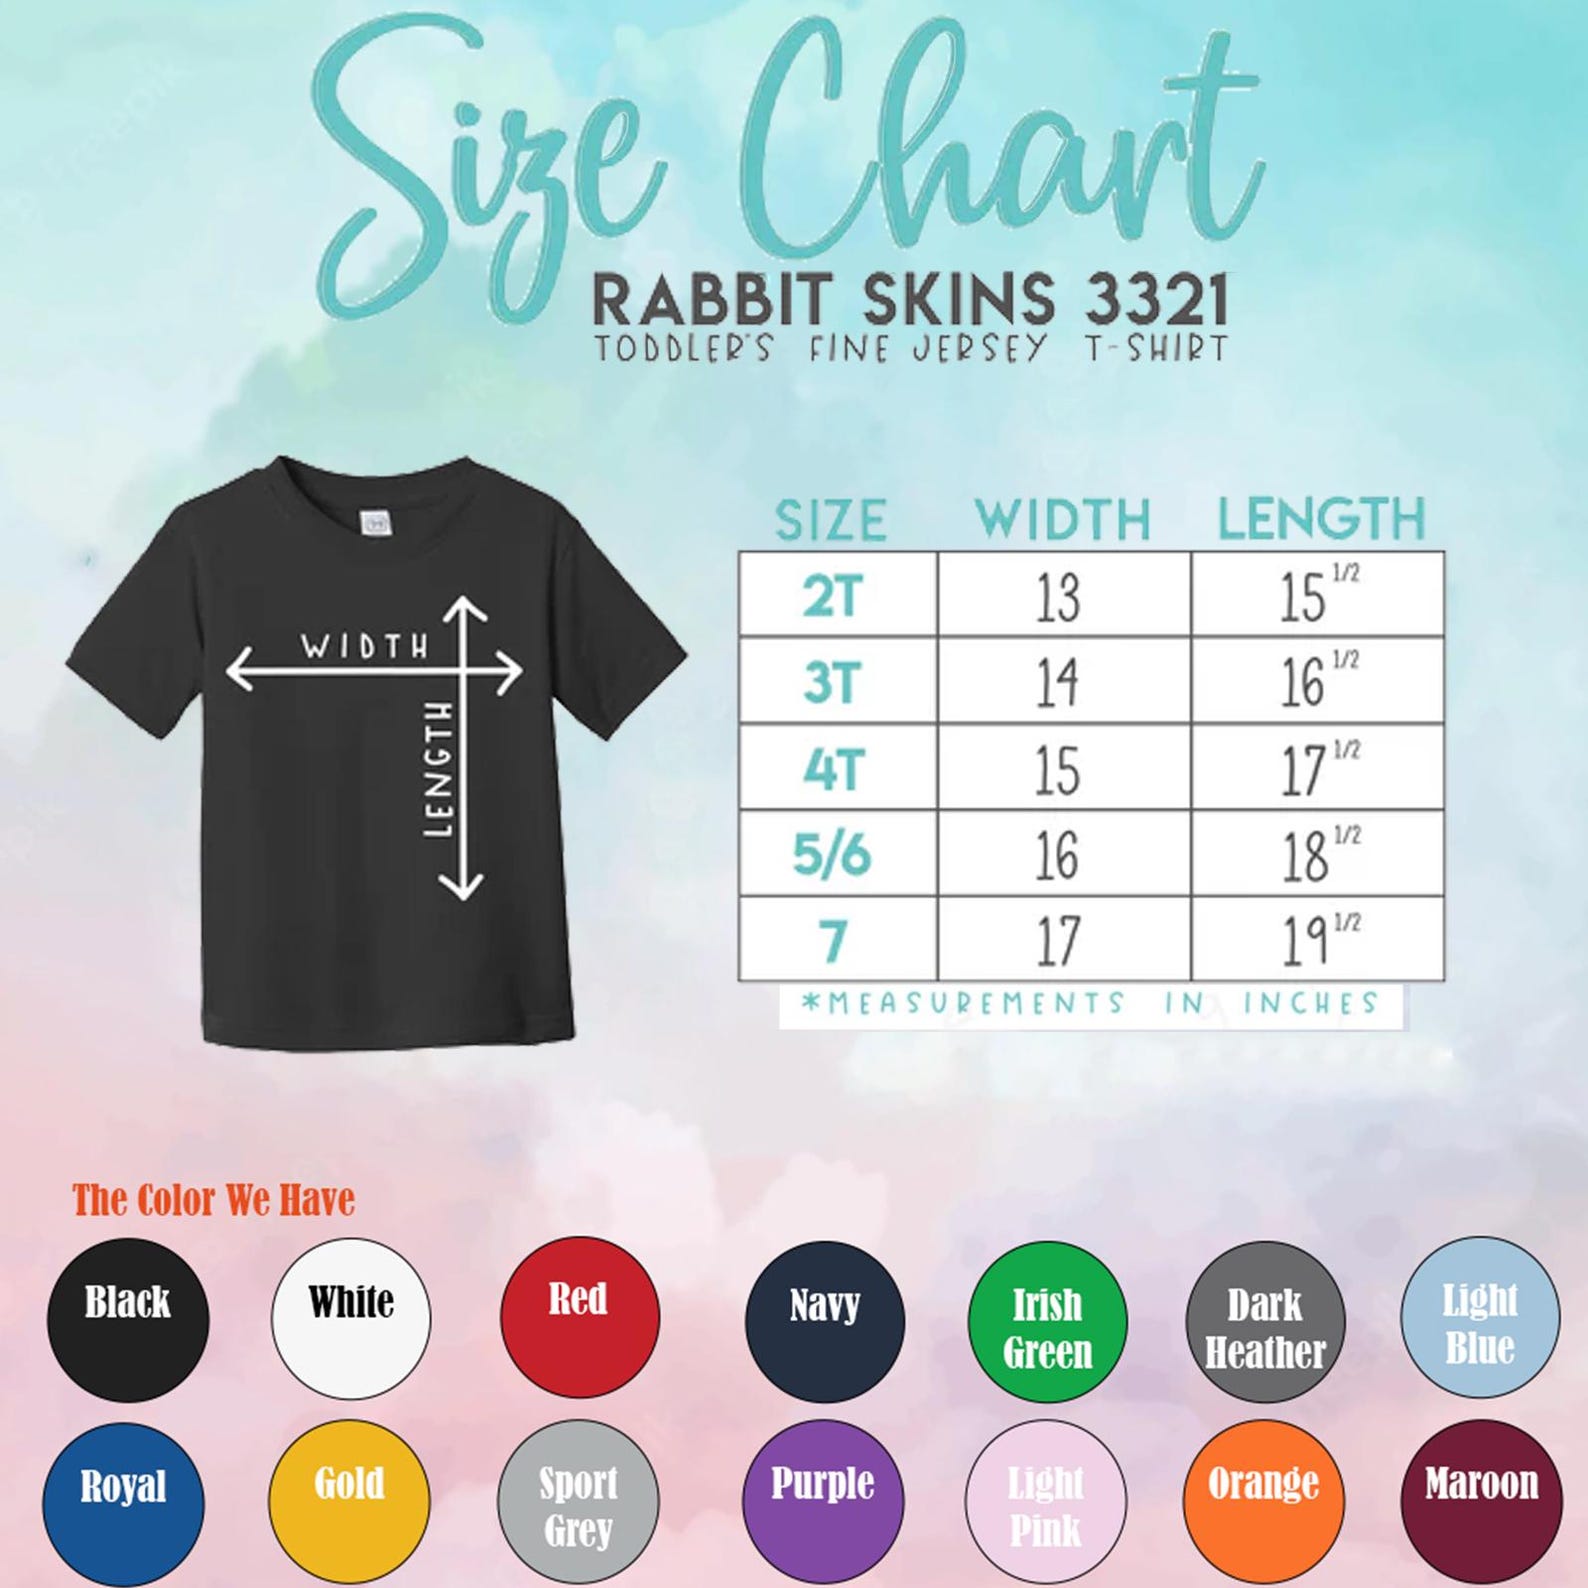 Size Chart
RABBIT SKINS 3321
TODDLER'S FINE JERSEY T-SHIRT
WIDTH
LENGTH
SIZE WIDTH LENGTH
2T 13 15 1/2
3T 14 16 1/2
4T 15 17 1/2
5/6 16 18 1/2
7 17 19 1/2
*MEASUREMENTS IN INCHES
The Color We Have
Black
White
Red
Navy
Irish
Green
Dark
Heather
Light
Blue
Royal
Gold
Sport
Grey
Purple
Light
Pink
Orange
Maroon